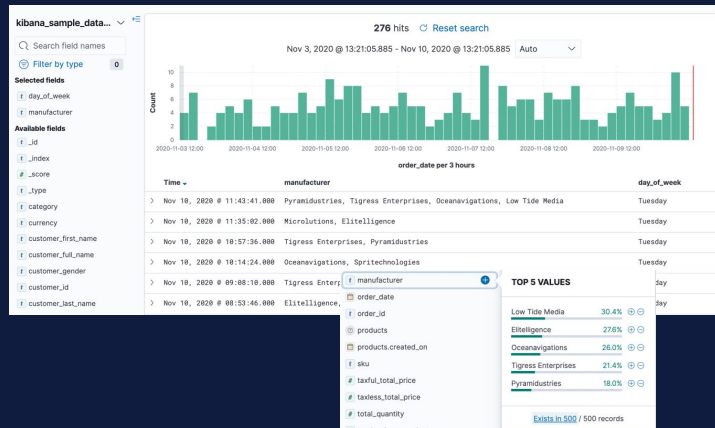 kibana_sample_data...
Search field names
Filter by type 0
Selected fields
t day_of_week
t manufacturer
Available fields
t _id
t _index
# _score
t _type
t category
t currency
t customer_first_name
t customer_full_name
t customer_gender
t customer_id
t customer_last_name
276 hits Reset search
Nov 3, 2020 @ 13:21:05.885 - Nov 10, 2020 @ 13:21:05.885 Auto
Count
10
8
6
4
2
0
2020-11-03 12:00 2020-11-04 12:00 2020-11-05 12:00 2020-11-06 12:00 2020-11-07 12:00 2020-11-08 12:00 2020-11-09 12:00
order_date per 3 hours
Time manufacturer day_of_week
> Nov 10, 2020 @ 11:43:41.000 Pyramidustries, Tigress Enterprises, Oceanavigations, Low Tide Media Tuesday
> Nov 10, 2020 @ 11:35:02.000 Microlutions, Elitelligence Tuesday
> Nov 10, 2020 @ 10:57:36.000 Tigress Enterprises, Pyramidustries Tuesday
> Nov 10, 2020 @ 10:14:24.000 Oceanavigations, Spritechnologies Tuesday
> Nov 10, 2020 @ 09:08:10.000 Tigress Enterp day
> Nov 10, 2020 @ 08:53:46.000 Elitelligence, day
t manufacturer
order_date
t order_id
products
products.created_on
t sku
# taxful_total_price
# taxless_total_price
# total_quantity
TOP 5 VALUES
Low Tide Media 30.4%
Elitelligence 27.6%
Oceanavigations 26.0%
Tigress Enterprises 21.4%
Pyramidustries 18.0%
Exists in 500 / 500 records